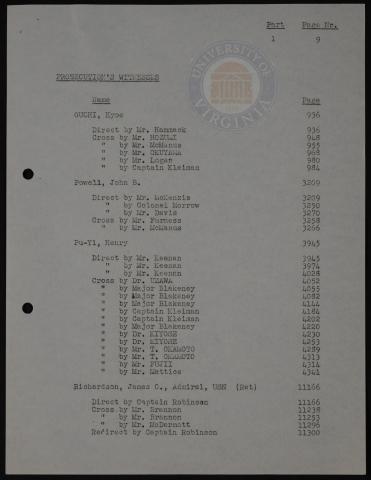 Part Page Nr.
1 9
UNIVERSITY OF VIRGINIA
PROSECUTION'S WITNESSES
Name Page
OUCHI, Kyoe 936
Direct by Mr. Hammack 936
Cross by Mr. HOZUMI 948
" by Mr. McManus 955
" by Mr. OKUYAMA 968
" by Mr. Logan 980
" by Captain Kleiman 984
Powell, John B. 3209
Direct by Mr. McKenzie 3209
" by Colonel Morrow 3250
" by Mr. Davis 3270
Cross by Mr. Furness 3258
" by Mr. McManus 3266
Pu-Yi, Henry 3945
Direct by Mr. Keenan 3945
" by Mr. Keenan 3974
" by Mr. Keenan 4028
Cross by Dr. UZAWA 4052
" by Major Blakeney 4055
" by Major Blakeney 4082
" by Major Blakeney 4144
" by Captain Kleiman 4184
" by Captain Kleiman 4202
" by Major Blakeney 4220
" by Dr. KIYOSE 4230
" by Dr. KIYOSE 4253
" by Mr. T. OKAMOTO 4289
" by Mr. T. OKAMOTO 4313
" by Mr. FUJII 4314
" by Mr. Mattice 4341
Richardson, James O., Admiral, USN (Ret) 11166
Direct by Captain Robinson 11166
Cross by Mr. Brannon 11238
" by Mr. Brannon 11253
" by Mr. McDermott 11296
Redirect by Captain Robinson 11300